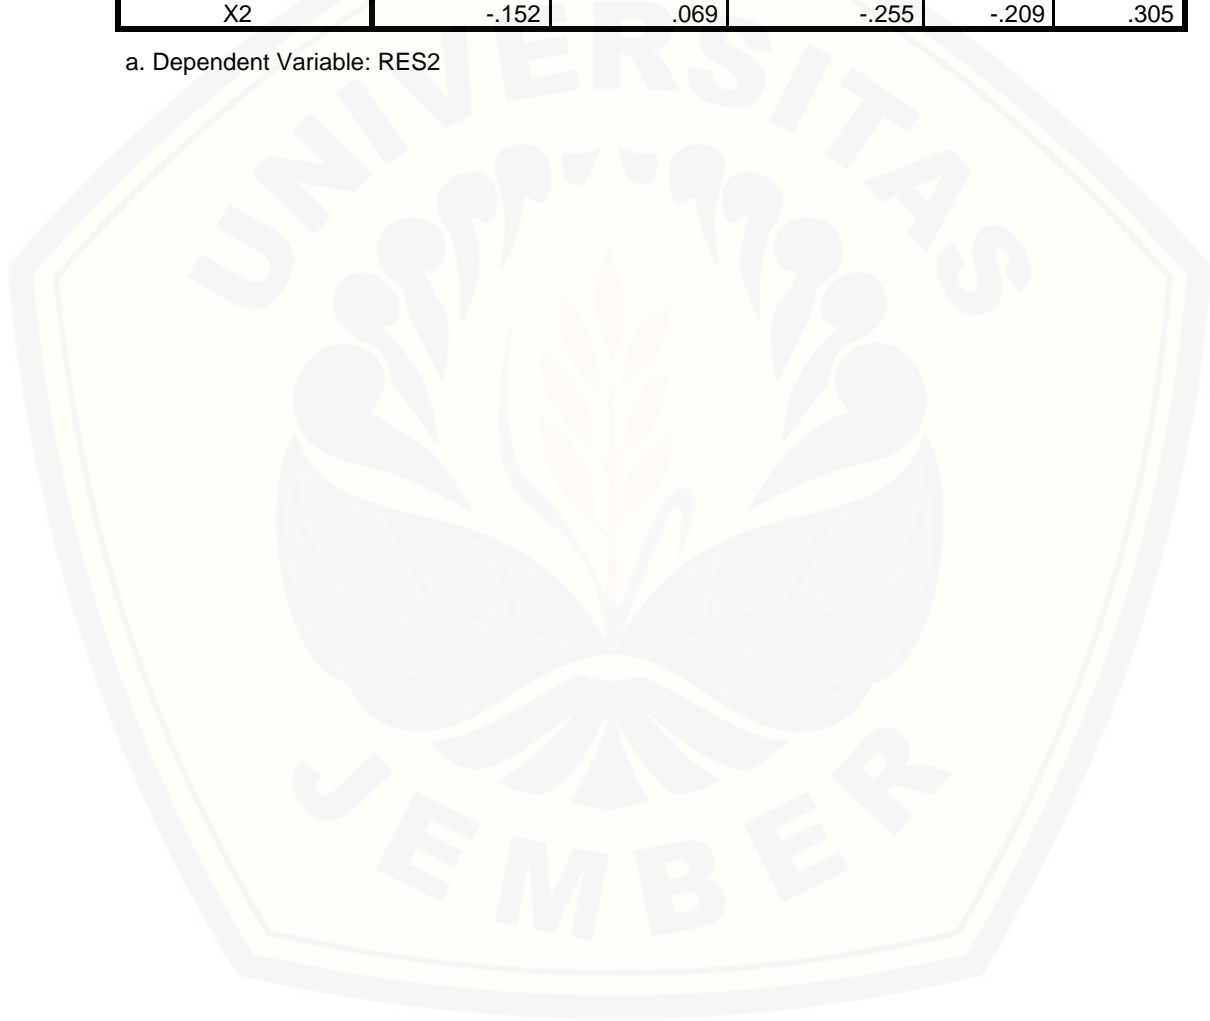 X2 -.152 .069 -.255 -.209 .305
a. Dependent Variable: RES2
UNIVERSITAS
JEMBER